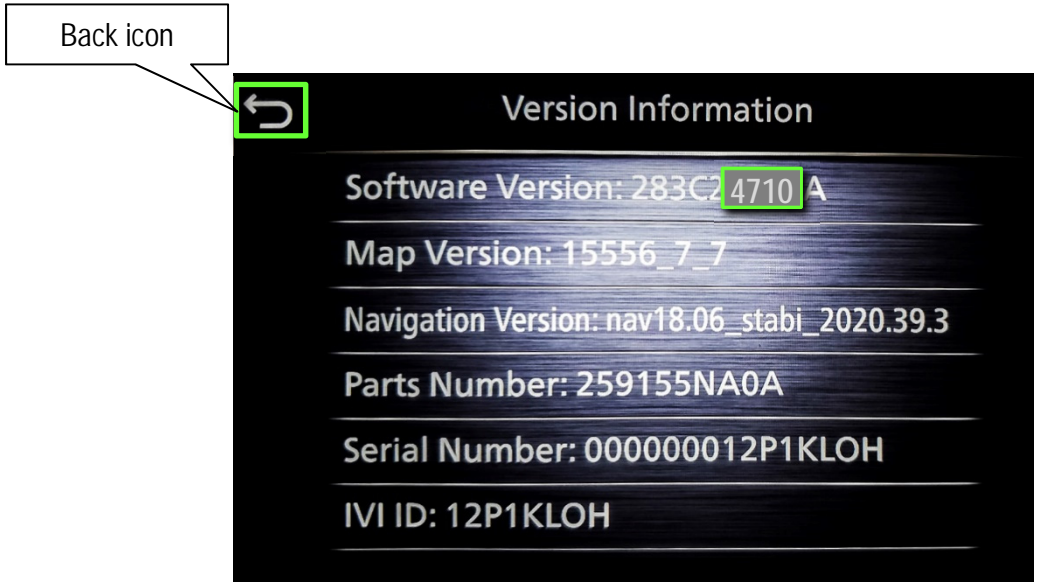 Back icon
Version Information
Software Version: 283C2 4710 A
Map Version: 15556_7_7
Navigation Version: nav18.06_stabi_2020.39.3
Parts Number: 259155NA0A
Serial Number: 000000012P1KLOH
IVI ID: 12P1KLOH